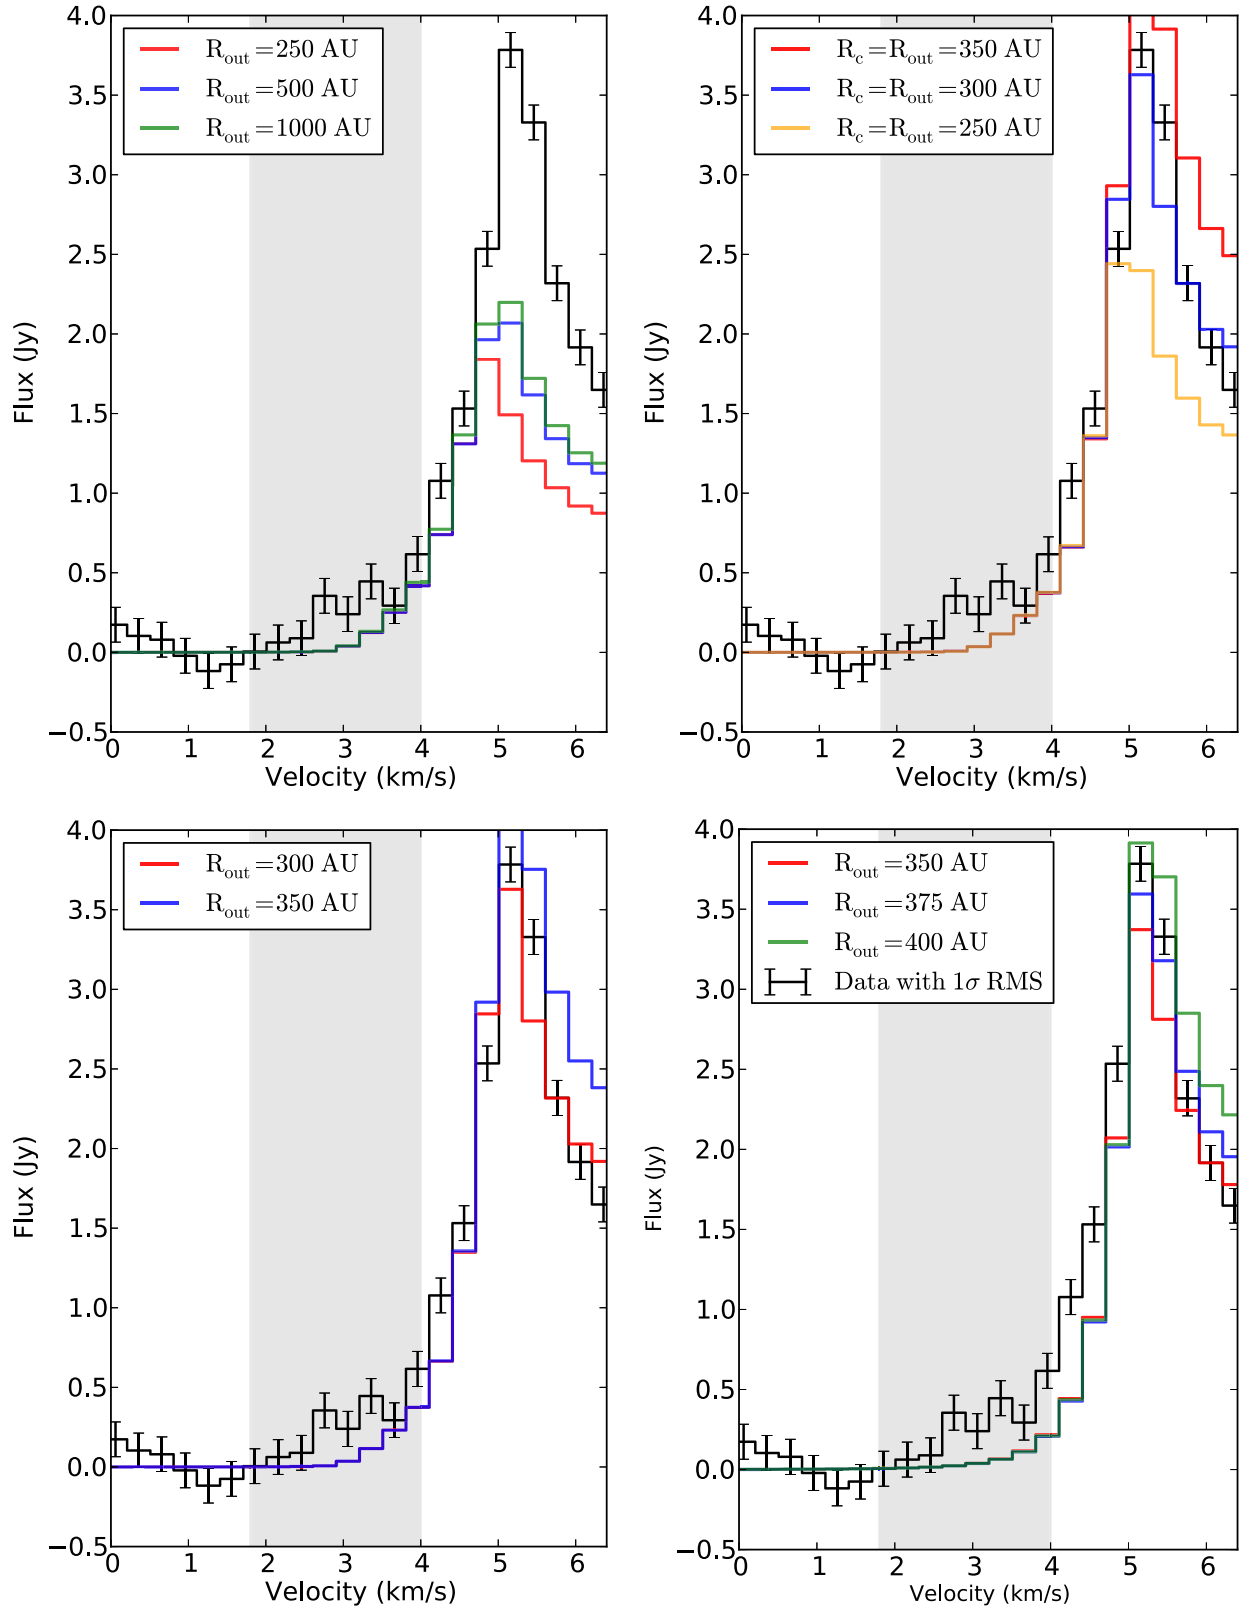 4.0
3.5
3.0
2.5
2.0
1.5
1.0
0.5
0.0
−0.5
Flux (Jy)
R_out=250 AU
R_out=500 AU
R_out=1000 AU
0 1 2 3 4 5 6
Velocity (km/s)
4.0
3.5
3.0
2.5
2.0
1.5
1.0
0.5
0.0
−0.5
Flux (Jy)
R_c=R_out=350 AU
R_c=R_out=300 AU
R_c=R_out=250 AU
0 1 2 3 4 5 6
Velocity (km/s)
4.0
3.5
3.0
2.5
2.0
1.5
1.0
0.5
0.0
−0.5
Flux (Jy)
R_out=300 AU
R_out=350 AU
0 1 2 3 4 5 6
Velocity (km/s)
4.0
3.5
3.0
2.5
2.0
1.5
1.0
0.5
0.0
−0.5
Flux (Jy)
R_out=350 AU
R_out=375 AU
R_out=400 AU
Data with 1σ RMS
0 1 2 3 4 5 6
Velocity (km/s)